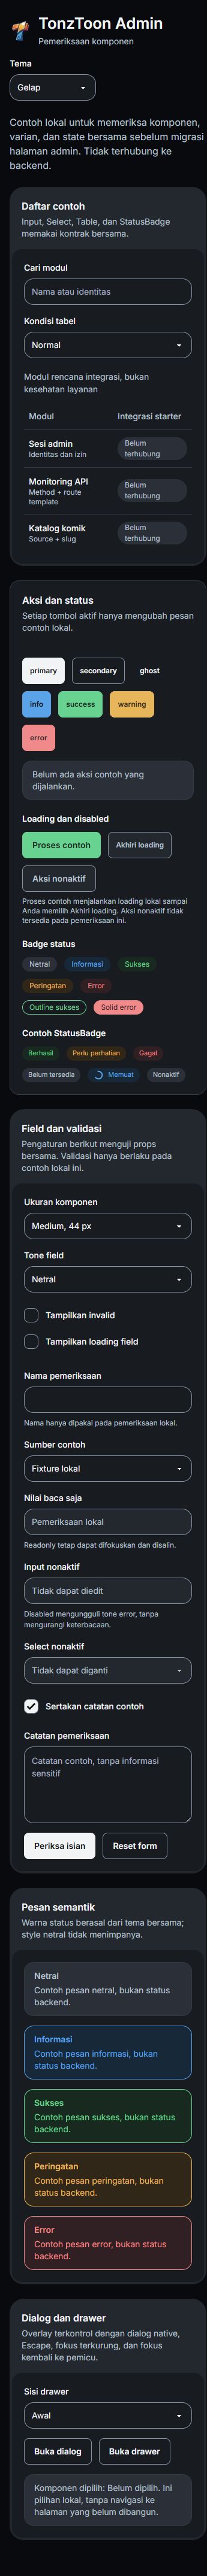 TonzToon Admin
Pemeriksaan komponen
Tema
Gelap
Contoh lokal untuk memeriksa komponen,
varian, dan state bersama sebelum migrasi
halaman admin. Tidak terhubung ke
backend.
Daftar contoh
Input, Select, Table, dan StatusBadge
memakai kontrak bersama.
Cari modul
Nama atau identitas
Kondisi tabel
Normal
Modul rencana integrasi, bukan
kesehatan layanan
Modul Integrasi starter
Sesi admin
Identitas dan izin
Belum
terhubung
Monitoring API
Method + route
template
Belum
terhubung
Katalog komik
Source + slug
Belum
terhubung
Aksi dan status
Setiap tombol aktif hanya mengubah pesan
contoh lokal.
primary secondary ghost
info success warning
error
Belum ada aksi contoh yang
dijalankan.
Loading dan disabled
Proses contoh Akhiri loading
Aksi nonaktif
Proses contoh menjalankan loading lokal sampai
Anda memilih Akhiri loading. Aksi nonaktif tidak
tersedia pada pemeriksaan ini.
Badge status
Netral Informasi Sukses
Peringatan Error
Outline sukses Solid error
Contoh StatusBadge
Berhasil Perlu perhatian Gagal
Belum tersedia Memuat Nonaktif
Field dan validasi
Pengaturan berikut menguji props
bersama. Validasi hanya berlaku pada
contoh lokal ini.
Ukuran komponen
Medium, 44 px
Tone field
Netral
Tampilkan invalid
Tampilkan loading field
Nama pemeriksaan
Nama hanya dipakai pada pemeriksaan lokal.
Sumber contoh
Fixture lokal
Nilai baca saja
Pemeriksaan lokal
Readonly tetap dapat difokuskan dan disalin.
Input nonaktif
Tidak dapat diedit
Disabled mengungguli tone error, tanpa
mengurangi keterbacaan.
Select nonaktif
Tidak dapat diganti
Sertakan catatan contoh
Catatan pemeriksaan
Catatan contoh, tanpa informasi
sensitif
Periksa isian Reset form
Pesan semantik
Warna status berasal dari tema bersama;
style netral tidak menimpanya.
Netral
Contoh pesan netral, bukan status
backend.
Informasi
Contoh pesan informasi, bukan
status backend.
Sukses
Contoh pesan sukses, bukan status
backend.
Peringatan
Contoh pesan peringatan, bukan
status backend.
Error
Contoh pesan error, bukan status
backend.
Dialog dan drawer
Overlay terkontrol dengan dialog native,
Escape, fokus terkurung, dan fokus
kembali ke pemicu.
Sisi drawer
Awal
Buka dialog Buka drawer
Komponen dipilih: Belum dipilih. Ini
pilihan lokal, tanpa navigasi ke
halaman yang belum dibangun.